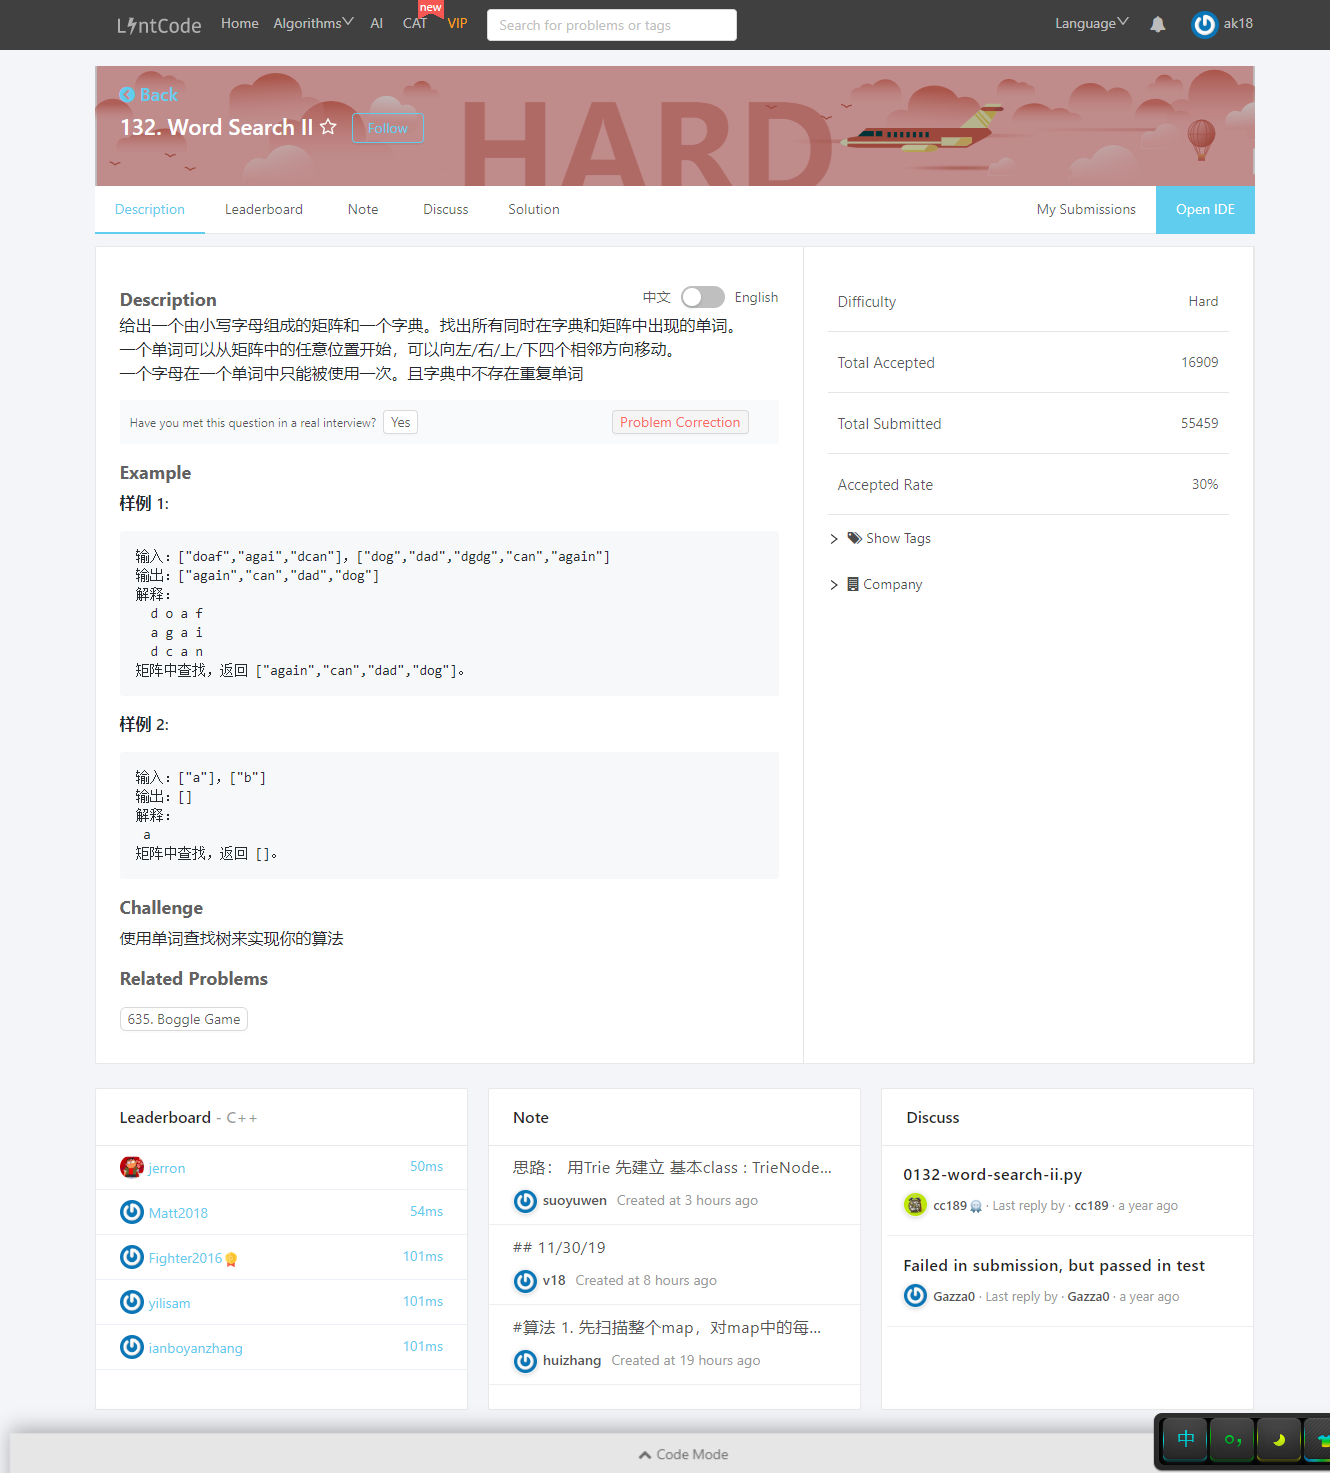 LintCode Home Algorithms AI CAT new VIP Search for problems or tags Language ak18
Back
HARD
132. Word Search II Follow
Description Leaderboard Note Discuss Solution My Submissions Open IDE
Description 中文 English
给出一个由小写字母组成的矩阵和一个字典。找出所有同时在字典和矩阵中出现的单词。
一个单词可以从矩阵中的任意位置开始，可以向左/右/上/下四个相邻方向移动。
一个字母在一个单词中只能被使用一次。且字典中不存在重复单词
Have you met this question in a real interview? Yes Problem Correction
Example
样例 1:
输入：["doaf","agai","dcan"]，["dog","dad","dgdg","can","again"]
输出：["again","can","dad","dog"]
解释：
d o a f
a g a i
d c a n
矩阵中查找，返回 ["again","can","dad","dog"]。
样例 2:
输入：["a"]，["b"]
输出：[]
解释：
a
矩阵中查找，返回 []。
Challenge
使用单词查找树来实现你的算法
Related Problems
635. Boggle Game
Difficulty Hard
Total Accepted 16909
Total Submitted 55459
Accepted Rate 30%
Show Tags
Company
Leaderboard - C++
jerron 50ms
Matt2018 54ms
Fighter2016 101ms
yilisam 101ms
ianboyanzhang 101ms
Note
思路： 用Trie 先建立 基本class : TrieNode...
suoyuwen Created at 3 hours ago
## 11/30/19
v18 Created at 8 hours ago
#算法 1. 先扫描整个map，对map中的每...
huizhang Created at 19 hours ago
Discuss
0132-word-search-ii.py
cc189 · Last reply by · cc189 · a year ago
Failed in submission, but passed in test
Gazza0 · Last reply by · Gazza0 · a year ago
Code Mode
中